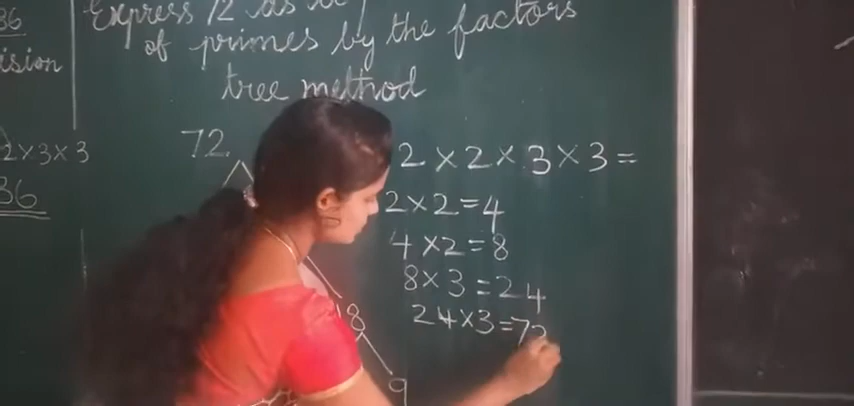 36
ision
2×3×3
36
Express 72 as
of primes by the factors
tree method
72
18
9
2×2×3×3=
2×2=4
4×2=8
8×3=24
24×3=72